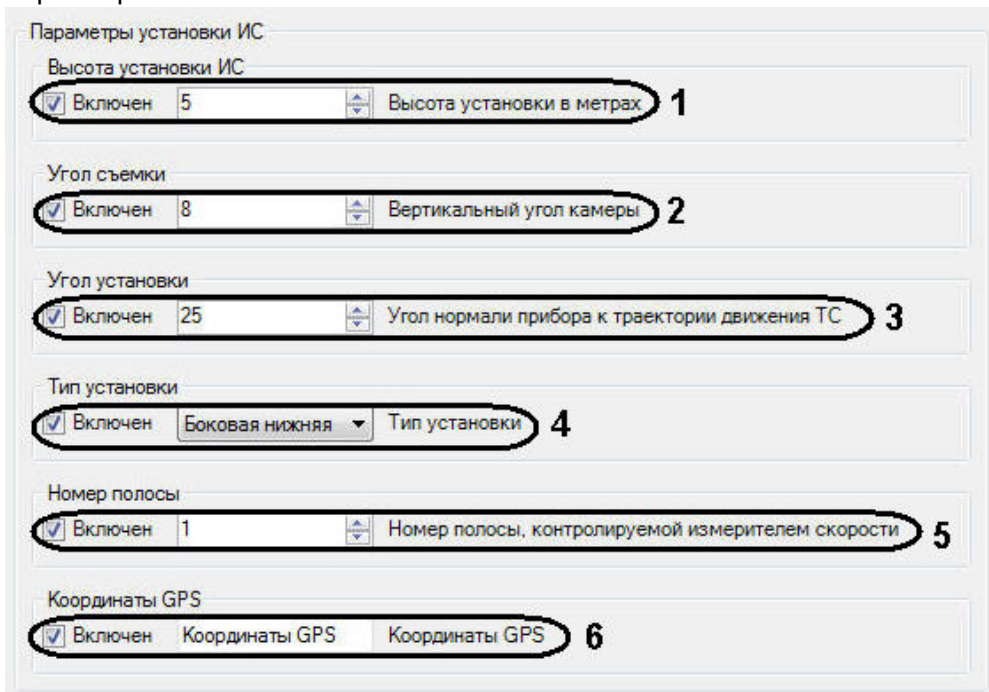 Параметры установки ИС
Высота установки ИС
Включен 5 Высота установки в метрах 1
Угол съемки
Включен 8 Вертикальный угол камеры 2
Угол установки
Включен 25 Угол нормали прибора к траектории движения ТС 3
Тип установки
Включен Боковая нижняя Тип установки 4
Номер полосы
Включен 1 Номер полосы, контролируемой измерителем скорости 5
Координаты GPS
Включен Координаты GPS Координаты GPS 6